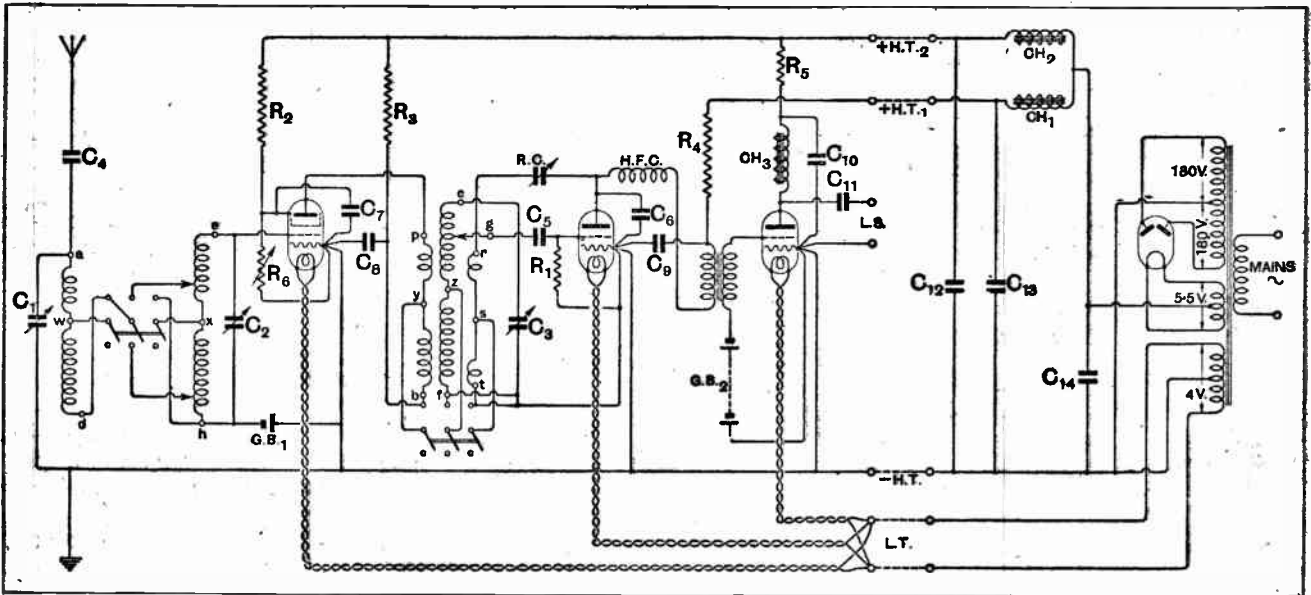 +H.T.2
CH2
R2
R3
R5
+H.T.1
CH1
C4
R4
R.C.
H.F.C.
CH3
C10
180V.
C7
e
C11
a
e
g
C5
C6
p
L.S.
180V.
R6
C8
r
R1
C9
MAINS
C1
w
x
C2
y
z
s
C3
C12
C13
5·5V.
G.B.2
C14
4V.
b
f
t
d
h
G.B.1
−H.T.
L.T.